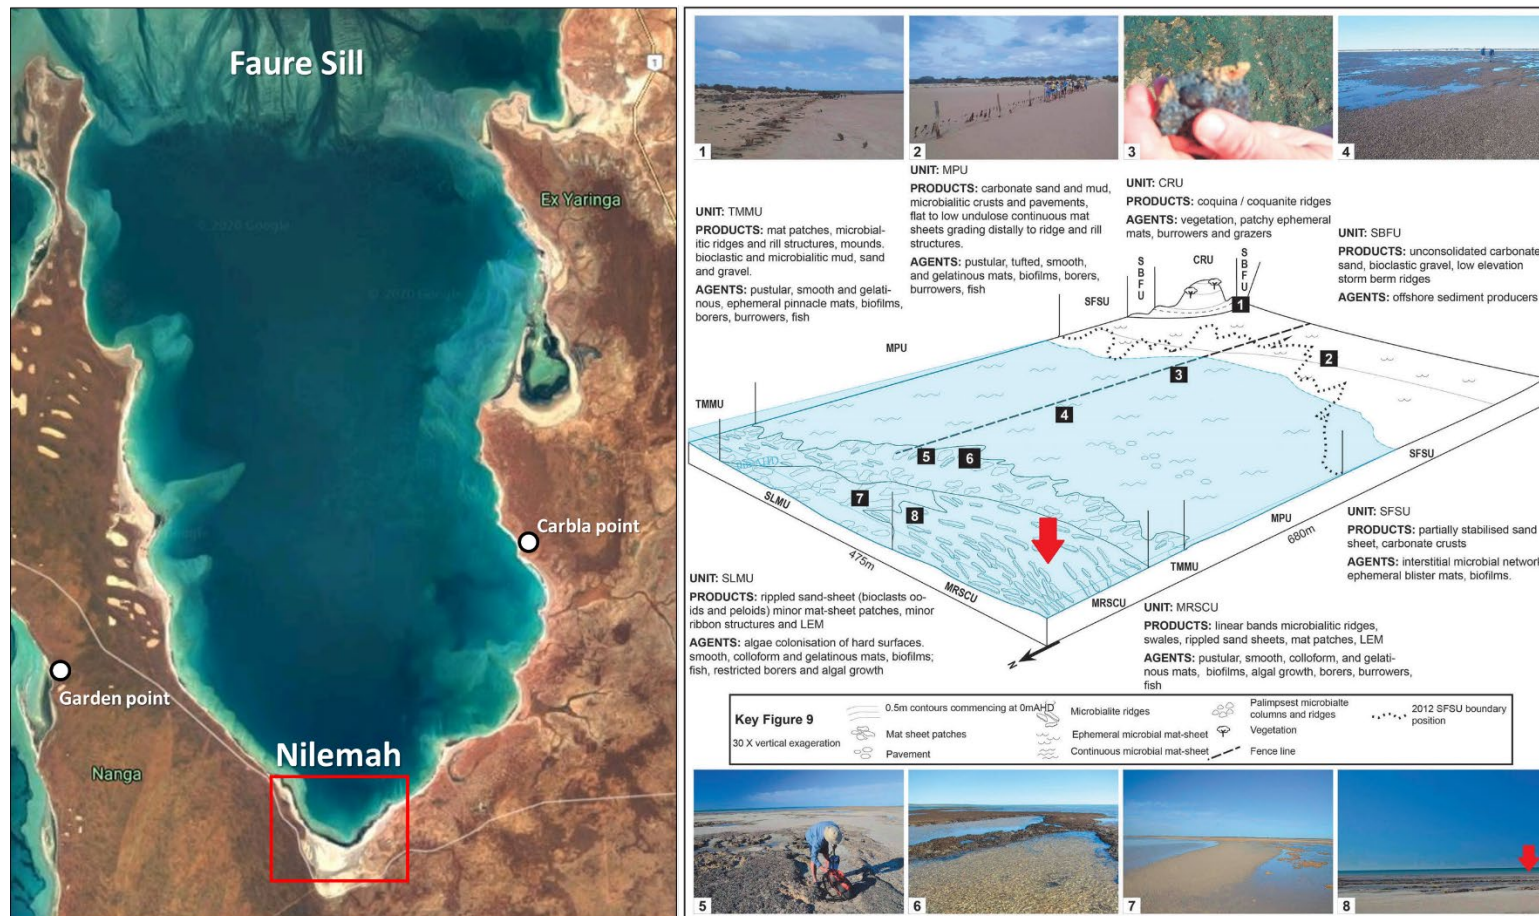 Faure Sill
1
© 2020 Google
Ex Yaringa
Carbla point
Garden point
Nilemah
Nanga
1
2
3
4
UNIT: TMMU
PRODUCTS: mat patches, microbial-
itic ridges and rill structures, mounds.
bioclastic and microbialitic mud, sand
and gravel.
AGENTS: pustular, smooth and gelati-
nous, ephemeral pinnacle mats, biofilms,
borers, burrowers, fish
UNIT: MPU
PRODUCTS: carbonate sand and mud,
microbialitic crusts and pavements,
flat to low undulose continuous mat
sheets grading distally to ridge and rill
structures.
AGENTS: pustular, tufted, smooth,
and gelatinous mats, biofilms, borers,
burrowers, fish
UNIT: CRU
PRODUCTS: coquina / coquanite ridges
AGENTS: vegetation, patchy ephemeral
mats, burrowers and grazers
UNIT: SBFU
PRODUCTS: unconsolidated carbonate
sand, bioclastic gravel, low elevation
storm berm ridges
AGENTS: offshore sediment producers
TMMU
MPU
SFSU
SBFU
CRU
SBFU
1
2
3
4
5
6
7
8
SLMU
475m
MRSCU
MRSCU
TMMU
MPU
680m
SFSU
N
UNIT: SLMU
PRODUCTS: rippled sand-sheet (bioclasts oo-
ids and peloids) minor mat-sheet patches, minor
ribbon structures and LEM
AGENTS: algae colonisation of hard surfaces.
smooth, colloform and gelatinous mats, biofilms;
fish, restricted borers and algal growth
UNIT: MRSCU
PRODUCTS: linear bands microbialitic ridges,
swales, rippled sand sheets, mat patches, LEM
AGENTS: pustular, smooth, colloform, and gelati-
nous mats, biofilms, algal growth, borers, burrowers,
fish
UNIT: SFSU
PRODUCTS: partially stabilised sand
sheet, carbonate crusts
AGENTS: interstitial microbial network
ephemeral blister mats, biofilms.
Key Figure 9
30 X vertical exageration
0.5m contours commencing at 0mAHD
Mat sheet patches
Pavement
Microbialite ridges
Ephemeral microbial mat-sheet
Continuous microbial mat-sheet
Palimpsest microbialte
columns and ridges
Vegetation
Fence line
2012 SFSU boundary
position
5
6
7
8